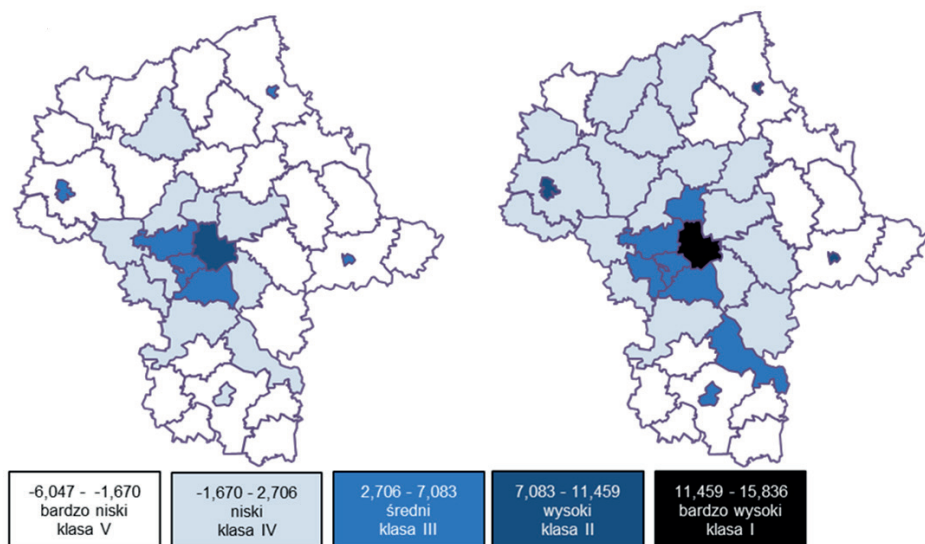 -6,047 - -1,670
bardzo niski
klasa V
-1,670 - 2,706
niski
klasa IV
2,706 - 7,083
średni
klasa III
7,083 - 11,459
wysoki
klasa II
11,459 - 15,836
bardzo wysoki
klasa I